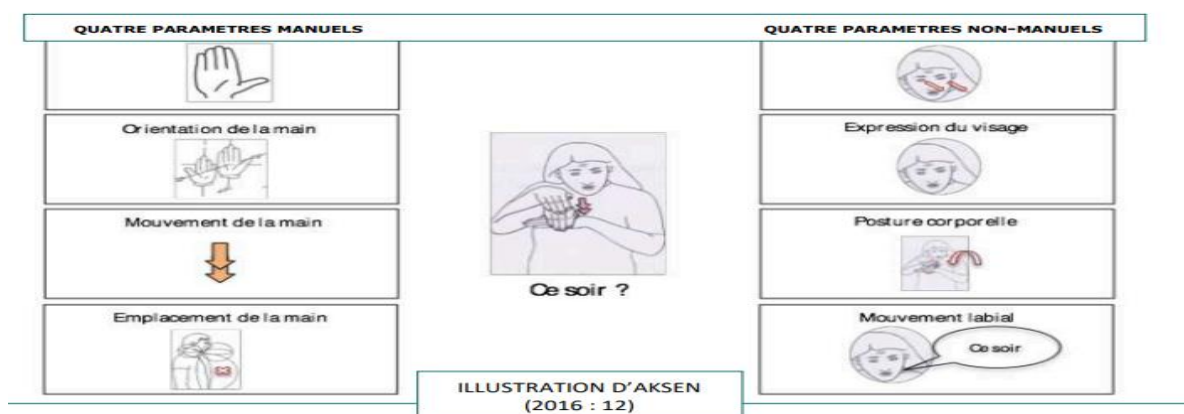 QUATRE PARAMETRES MANUELS
QUATRE PARAMETRES NON-MANUELS
Orientation de la main
Mouvement de la main
Emplacement de la main
Ce soir ?
Expression du visage
Posture corporelle
Mouvement labial
Ce soir
ILLUSTRATION D'AKSEN
(2016 : 12)